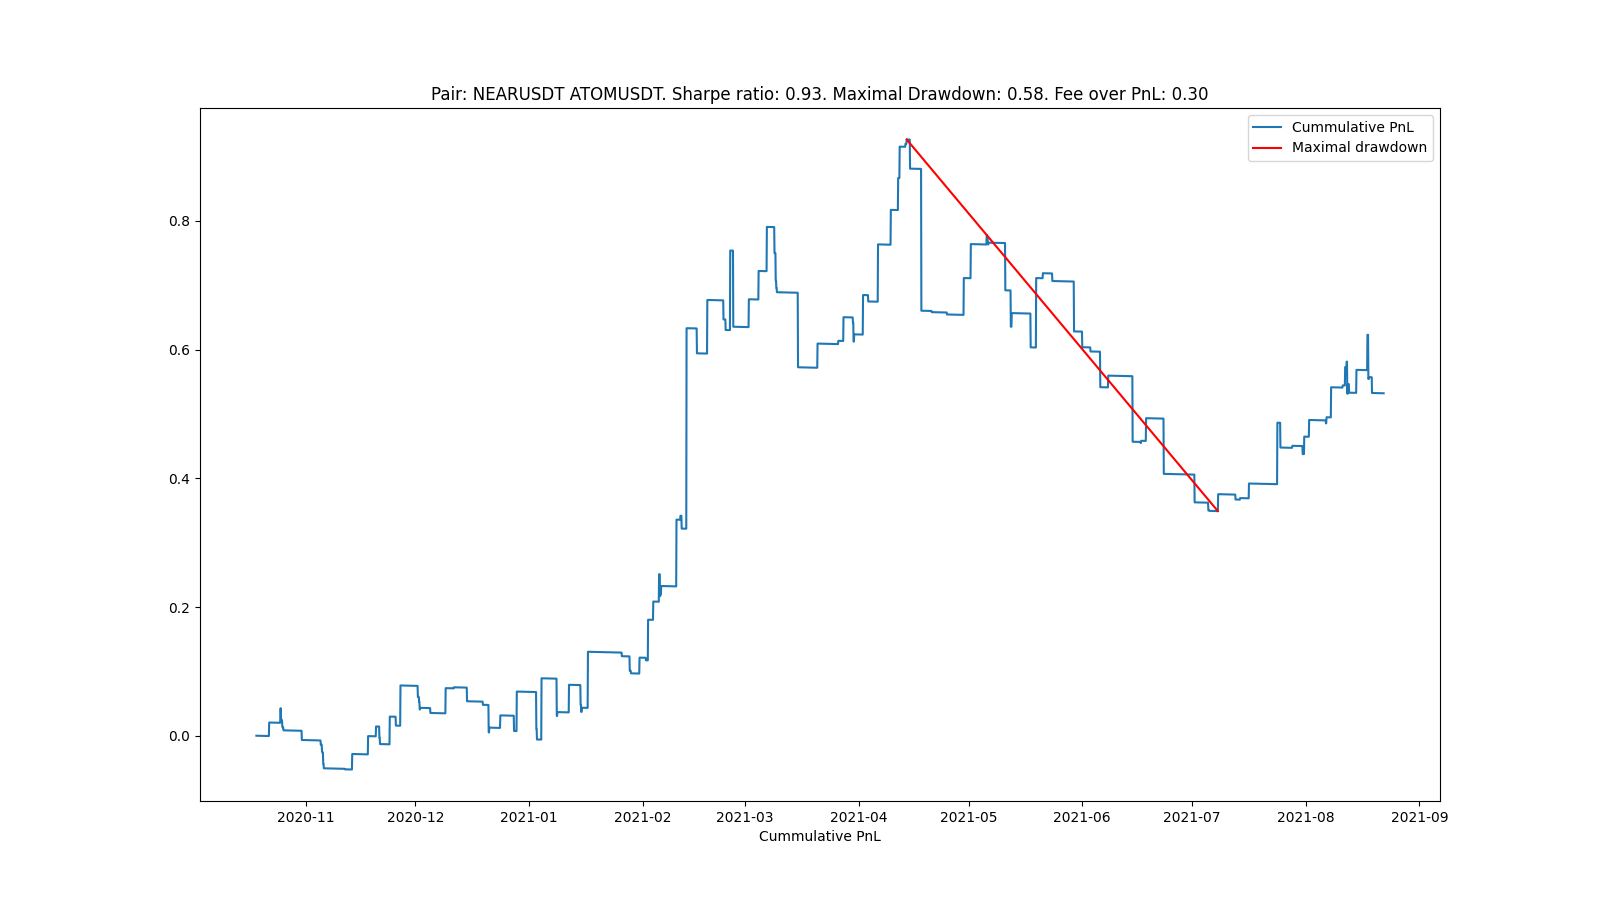 Pair: NEARUSDT ATOMUSDT. Sharpe ratio: 0.93. Maximal Drawdown: 0.58. Fee over PnL: 0.30
Cummulative PnL
Maximal drawdown
0.8
0.6
0.4
0.2
0.0
2020-11 2020-12 2021-01 2021-02 2021-03 2021-04 2021-05 2021-06 2021-07 2021-08 2021-09
Cummulative PnL